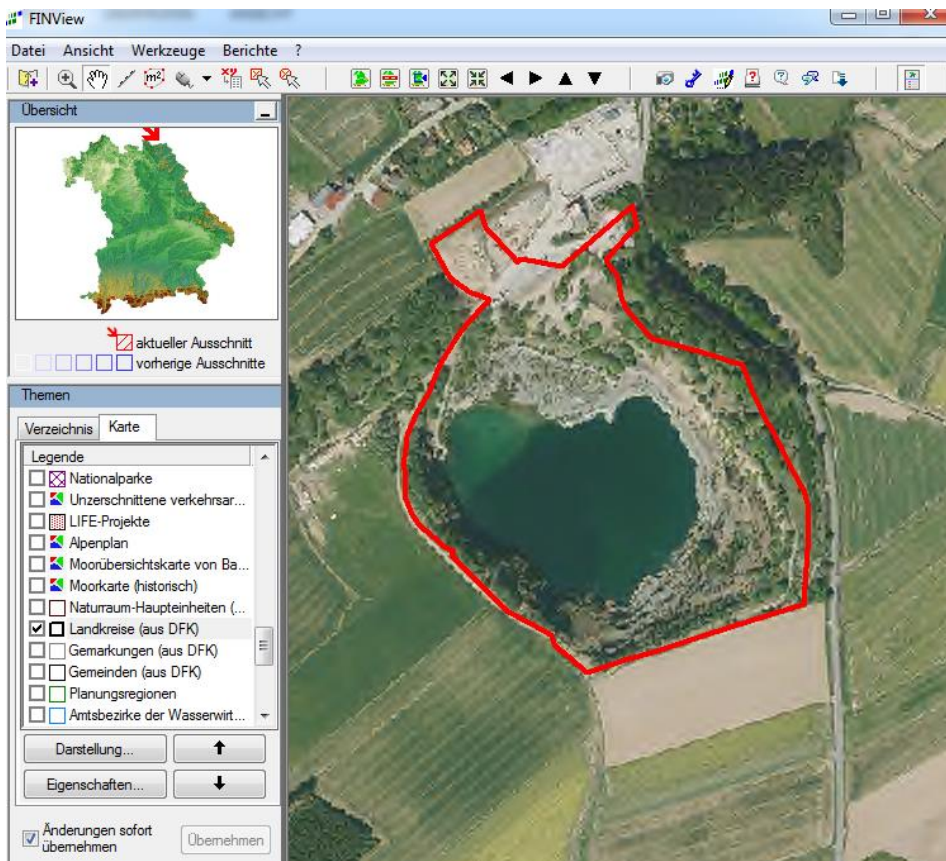 FINView
Datei Ansicht Werkzeuge Berichte ?
Übersicht
aktueller Ausschnitt
vorherige Ausschnitte
Themen
Verzeichnis Karte
Legende
Nationalparke
Unzerschnittene verkehrsar...
LIFE-Projekte
Alpenplan
Moorübersichtskarte von Ba...
Moorkarte (historisch)
Naturraum-Haupteinheiten (...
Landkreise (aus DFK)
Gemarkungen (aus DFK)
Gemeinden (aus DFK)
Planungsregionen
Amtsbezirke der Wasserwirt...
Darstellung...
Eigenschaften...
Änderungen sofort
übernehmen
Übernehmen